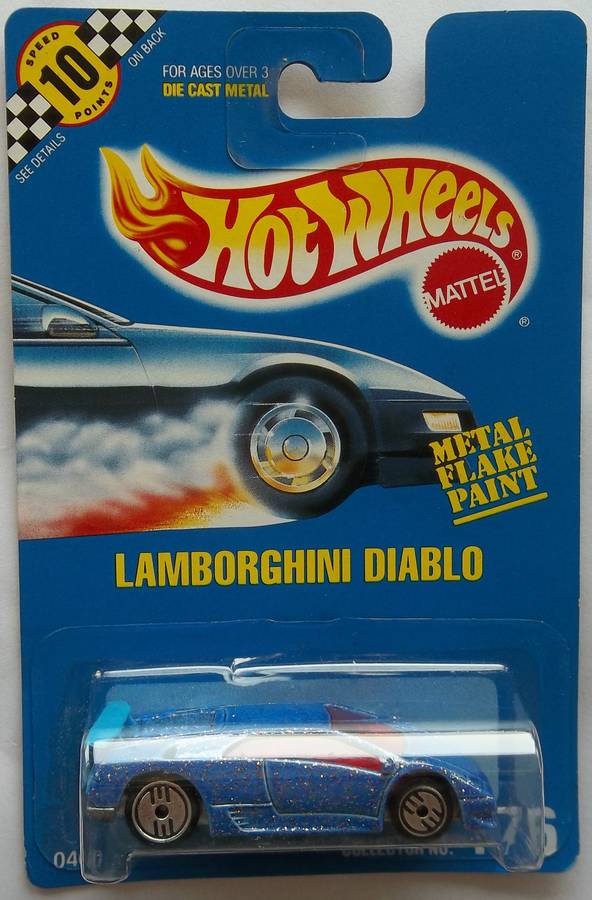 SPEED
10
POINTS
ON BACK
SEE DETAILS
FOR AGES OVER 3
DIE CAST METAL
HOT WHEELS ®
MATTEL
®
METAL
FLAKE
PAINT
LAMBORGHINI DIABLO
COLLECTOR NO.